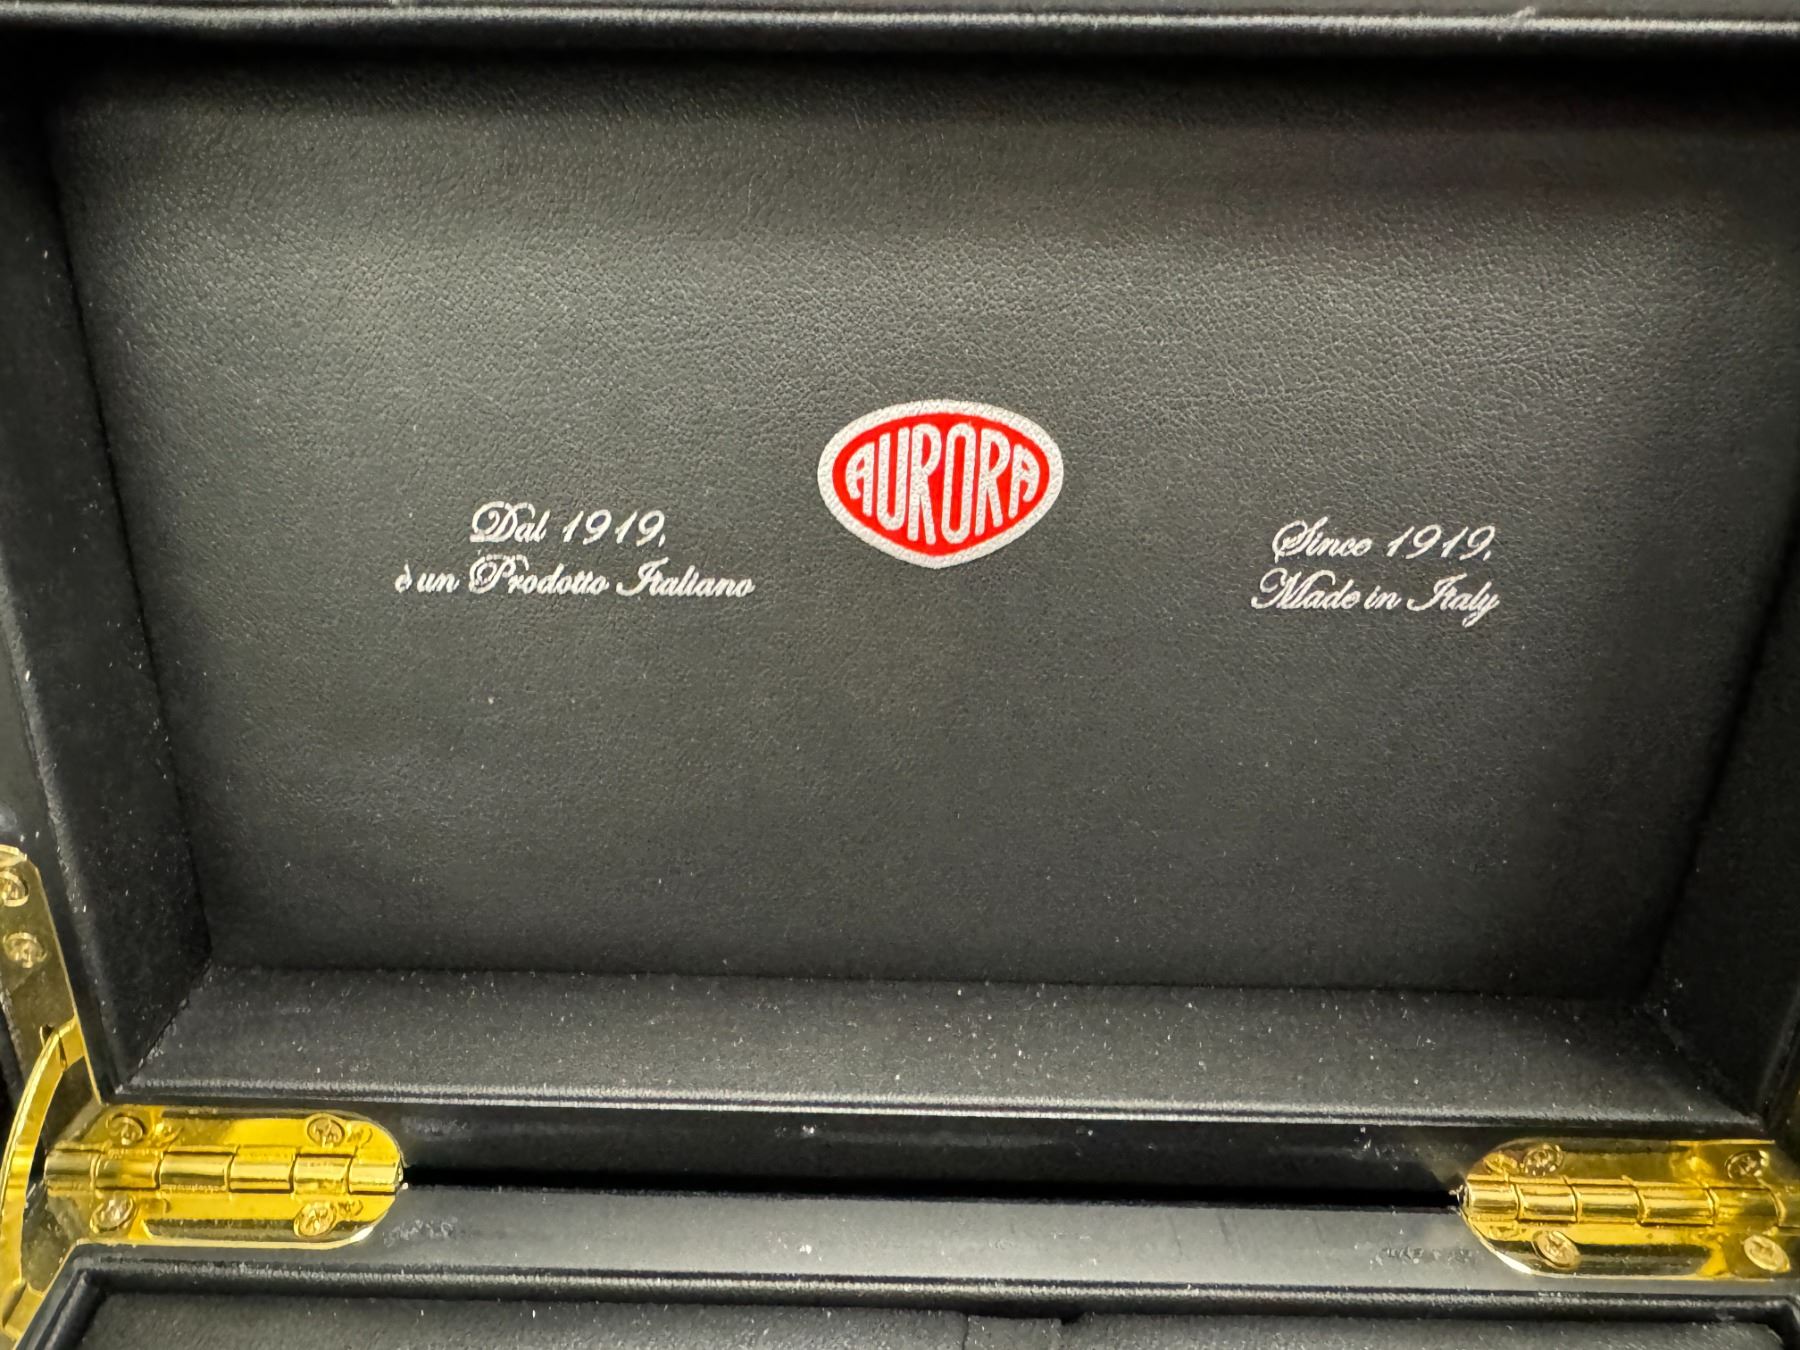 AURORA
Dal 1919,
è un Prodotto Italiano
Since 1919,
Made in Italy